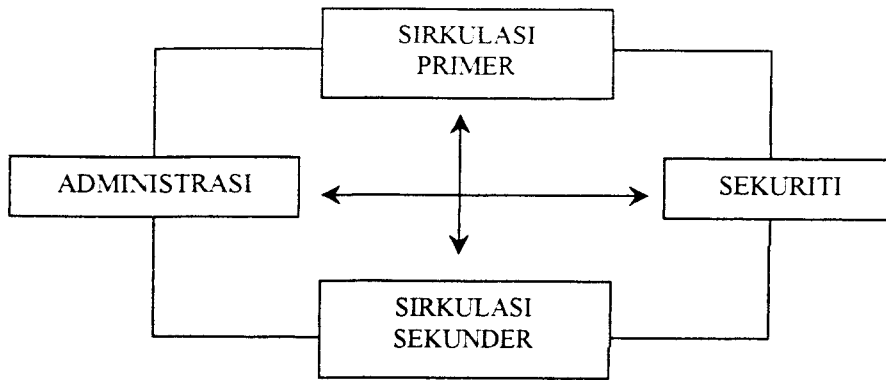 SIRKULASI
PRIMER
ADMINISTRASI
SEKURITI
SIRKULASI
SEKUNDER